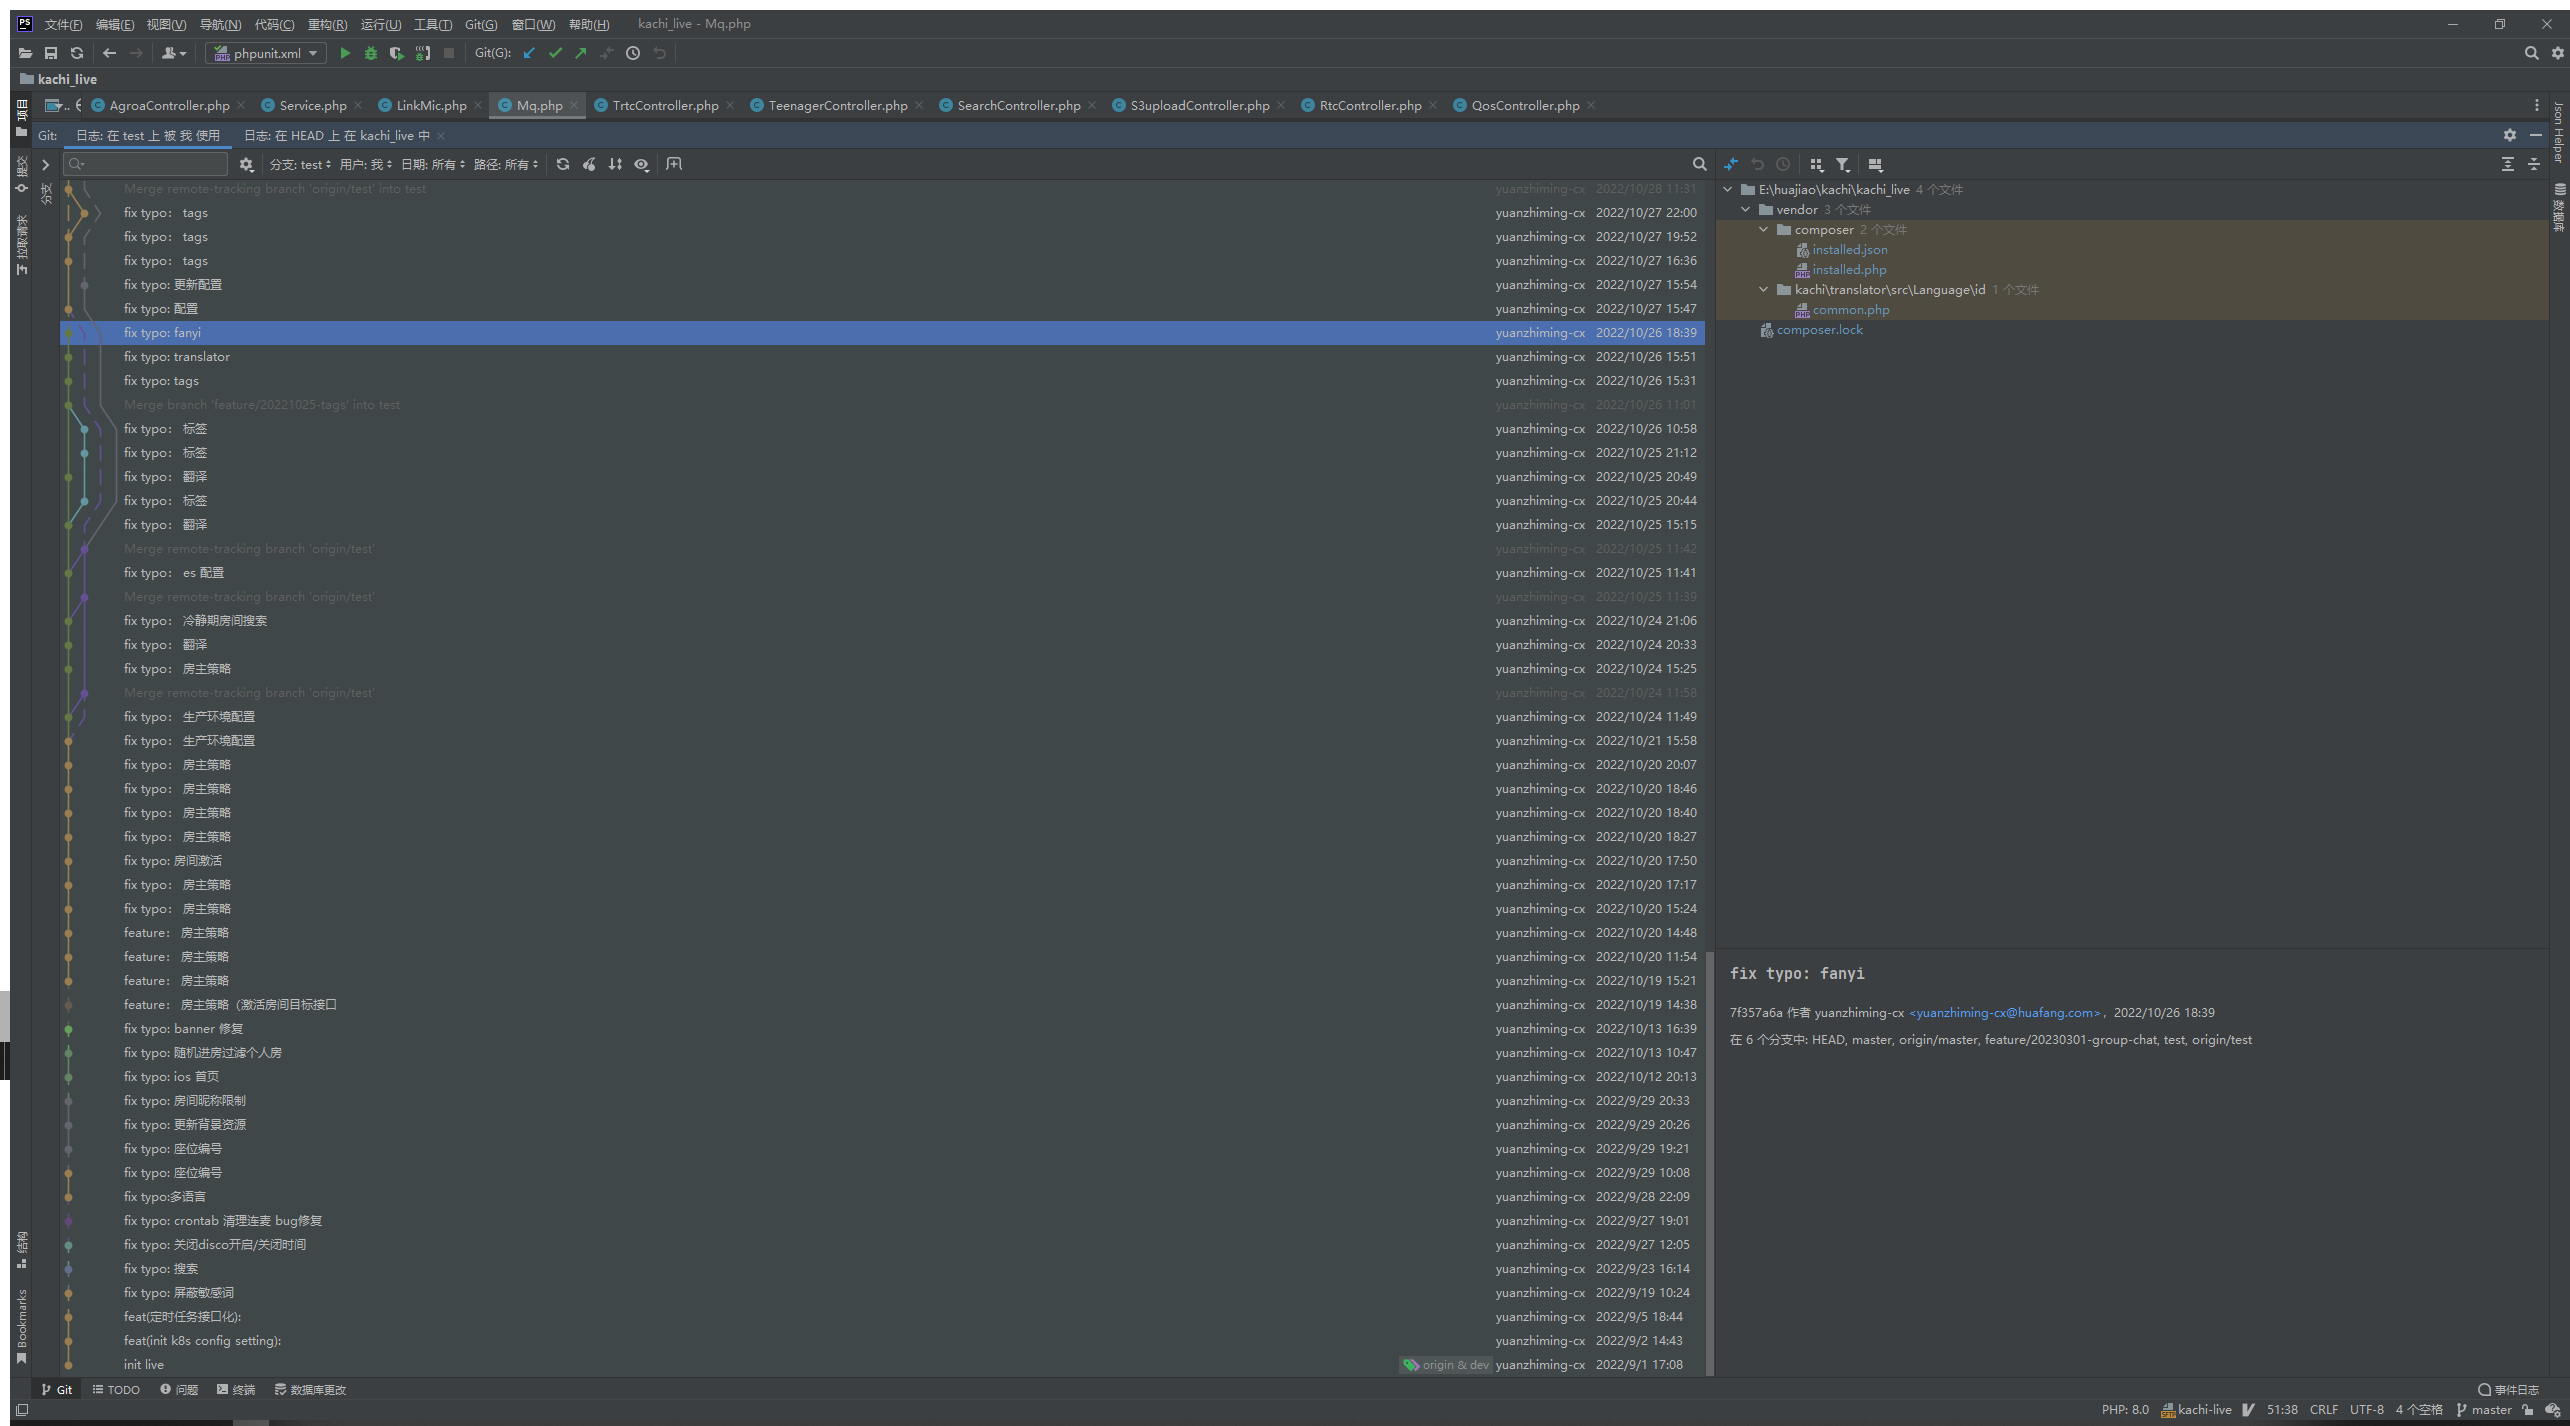 文件(F) 编辑(E) 视图(V) 导航(N) 代码(C) 重构(R) 运行(U) 工具(T) Git(G) 窗口(W) 帮助(H) kachi_live - Mq.php
phpunit.xml Git(G):
kachi_live
AgroaController.php Service.php LinkMic.php Mq.php TrtcController.php TeenagerController.php SearchController.php S3uploadController.php RtcController.php QosController.php
Git: 日志: 在 test 上 被 我 使用 日志: 在 HEAD 上 在 kachi_live 中
分支: test 用户: 我 日期: 所有 路径: 所有
Merge remote-tracking branch 'origin/test' into test yuanzhiming-cx 2022/10/28 11:31
fix typo: tags yuanzhiming-cx 2022/10/27 22:00
fix typo: tags yuanzhiming-cx 2022/10/27 19:52
fix typo: tags yuanzhiming-cx 2022/10/27 16:36
fix typo: 更新配置 yuanzhiming-cx 2022/10/27 15:54
fix typo: 配置 yuanzhiming-cx 2022/10/27 15:47
fix typo: fanyi yuanzhiming-cx 2022/10/26 18:39
fix typo: translator yuanzhiming-cx 2022/10/26 15:51
fix typo: tags yuanzhiming-cx 2022/10/26 15:31
Merge branch 'feature/20221025-tags' into test yuanzhiming-cx 2022/10/26 11:01
fix typo: 标签 yuanzhiming-cx 2022/10/26 10:58
fix typo: 标签 yuanzhiming-cx 2022/10/25 21:12
fix typo: 翻译 yuanzhiming-cx 2022/10/25 20:49
fix typo: 标签 yuanzhiming-cx 2022/10/25 20:44
fix typo: 翻译 yuanzhiming-cx 2022/10/25 15:15
Merge remote-tracking branch 'origin/test' yuanzhiming-cx 2022/10/25 11:42
fix typo: es 配置 yuanzhiming-cx 2022/10/25 11:41
Merge remote-tracking branch 'origin/test' yuanzhiming-cx 2022/10/25 11:39
fix typo: 冷静期房间搜索 yuanzhiming-cx 2022/10/24 21:06
fix typo: 翻译 yuanzhiming-cx 2022/10/24 20:33
fix typo: 房主策略 yuanzhiming-cx 2022/10/24 15:25
Merge remote-tracking branch 'origin/test' yuanzhiming-cx 2022/10/24 11:58
fix typo: 生产环境配置 yuanzhiming-cx 2022/10/24 11:49
fix typo: 生产环境配置 yuanzhiming-cx 2022/10/21 15:58
fix typo: 房主策略 yuanzhiming-cx 2022/10/20 20:07
fix typo: 房主策略 yuanzhiming-cx 2022/10/20 18:46
fix typo: 房主策略 yuanzhiming-cx 2022/10/20 18:40
fix typo: 房主策略 yuanzhiming-cx 2022/10/20 18:27
fix typo: 房间激活 yuanzhiming-cx 2022/10/20 17:50
fix typo: 房主策略 yuanzhiming-cx 2022/10/20 17:17
fix typo: 房主策略 yuanzhiming-cx 2022/10/20 15:24
feature: 房主策略 yuanzhiming-cx 2022/10/20 14:48
feature: 房主策略 yuanzhiming-cx 2022/10/20 11:54
feature: 房主策略 yuanzhiming-cx 2022/10/19 15:21
feature: 房主策略（激活房间目标接口 yuanzhiming-cx 2022/10/19 14:38
fix typo: banner 修复 yuanzhiming-cx 2022/10/13 16:39
fix typo: 随机进房过滤个人房 yuanzhiming-cx 2022/10/13 10:47
fix typo: ios 首页 yuanzhiming-cx 2022/10/12 20:13
fix typo: 房间昵称限制 yuanzhiming-cx 2022/9/29 20:33
fix typo: 更新背景资源 yuanzhiming-cx 2022/9/29 20:26
fix typo: 座位编号 yuanzhiming-cx 2022/9/29 19:21
fix typo: 座位编号 yuanzhiming-cx 2022/9/29 10:08
fix typo:多语言 yuanzhiming-cx 2022/9/28 22:09
fix typo: crontab 清理连麦 bug修复 yuanzhiming-cx 2022/9/27 19:01
fix typo: 关闭disco开启/关闭时间 yuanzhiming-cx 2022/9/27 12:05
fix typo: 搜索 yuanzhiming-cx 2022/9/23 16:14
fix typo: 屏蔽敏感词 yuanzhiming-cx 2022/9/19 10:24
feat(定时任务接口化): yuanzhiming-cx 2022/9/5 18:44
feat(init k8s config setting): yuanzhiming-cx 2022/9/2 14:43
init live origin & dev yuanzhiming-cx 2022/9/1 17:08
E:\huajiao\kachi\kachi_live 4 个文件
vendor 3 个文件
composer 2 个文件
installed.json
installed.php
kachi\translator\src\Language\id 1 个文件
common.php
composer.lock
fix typo: fanyi
7f357a6a 作者 yuanzhiming-cx <yuanzhiming-cx@huafang.com>, 2022/10/26 18:39
在 6 个分支中: HEAD, master, origin/master, feature/20230301-group-chat, test, origin/test
项目
提交
拉取请求
分支
结构
Bookmarks
Json Helper
数据库
Git TODO 问题 终端 数据库更改 事件日志
PHP: 8.0 kachi-live 51:38 CRLF UTF-8 4 个空格 master